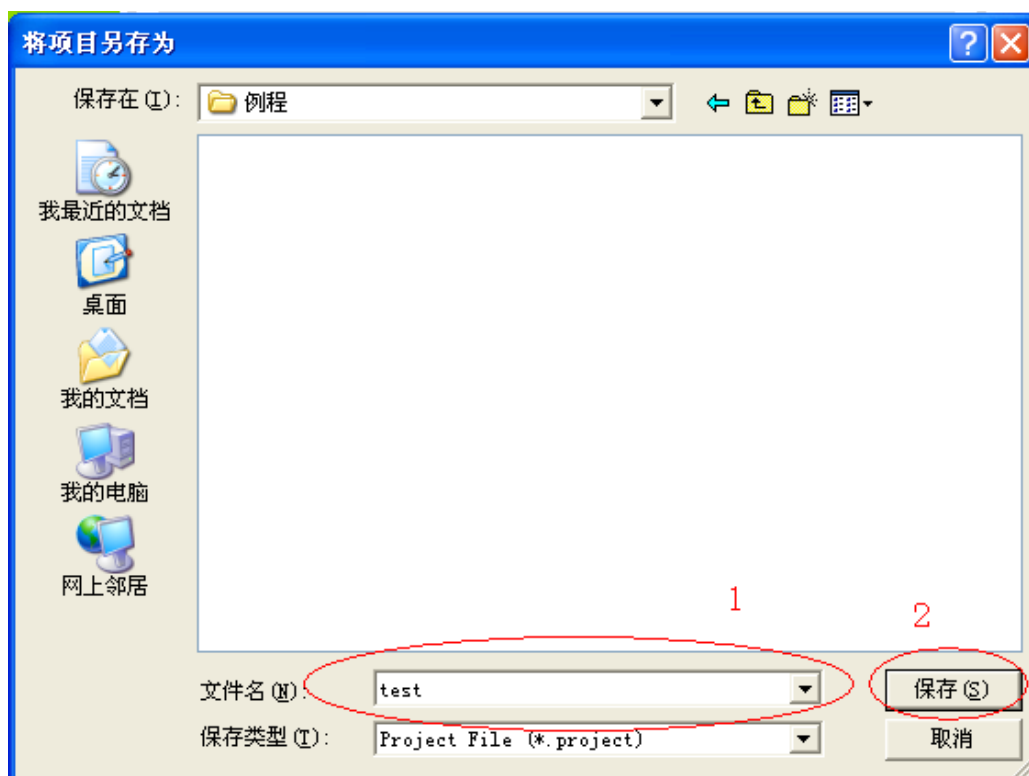 将项目另存为
保存在(I):
例程
我最近的文档
桌面
我的文档
我的电脑
网上邻居
1
2
文件名(N):
test
保存(S)
保存类型(T):
Project File (*.project)
取消